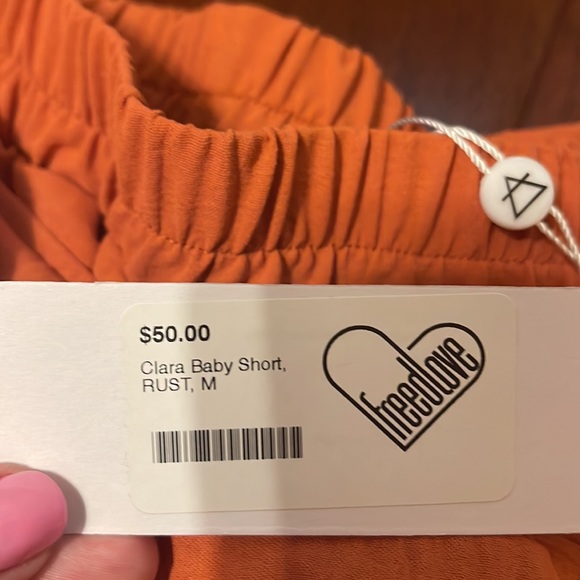 $50.00
Clara Baby Short,
RUST, M
freedlove